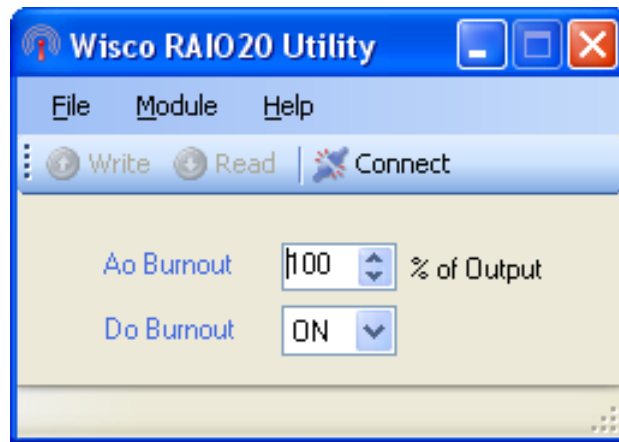 Wisco RAIO20 Utility
File Module Help
Write Read Connect
Ao Burnout 100 % of Output
Do Burnout ON